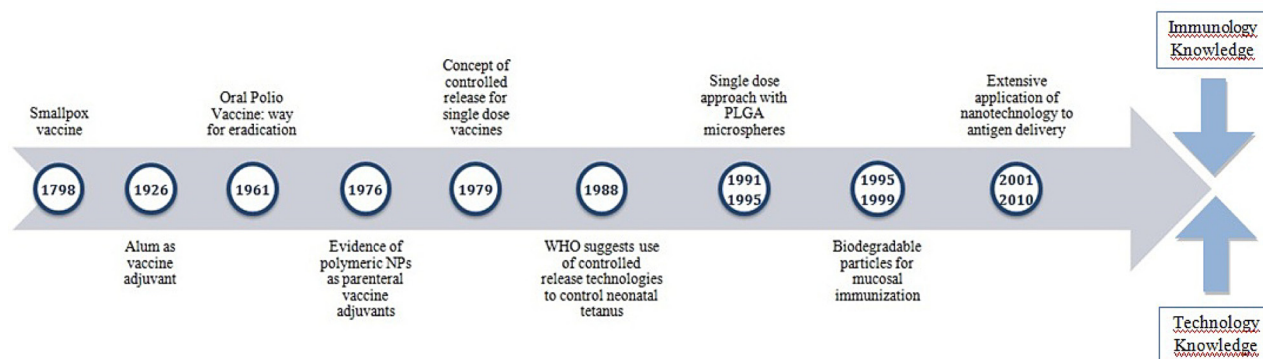 Immunology
Knowledge
Smallpox
vaccine
Oral Polio
Vaccine: way
for eradication
Concept of
controlled
release for
single dose
vaccines
Single dose
approach with
PLGA
microspheres
Extensive
application of
nanotechnology to
antigen delivery
1798
1926
1961
1976
1979
1988
1991
1995
1995
1999
2001
2010
Alum as
vaccine
adjuvant
Evidence of
polymeric NPs
as parenteral
vaccine
adjuvants
WHO suggests use
of controlled
release technologies
to control neonatal
tetanus
Biodegradable
particles for
mucosal
immunization
Technology
Knowledge